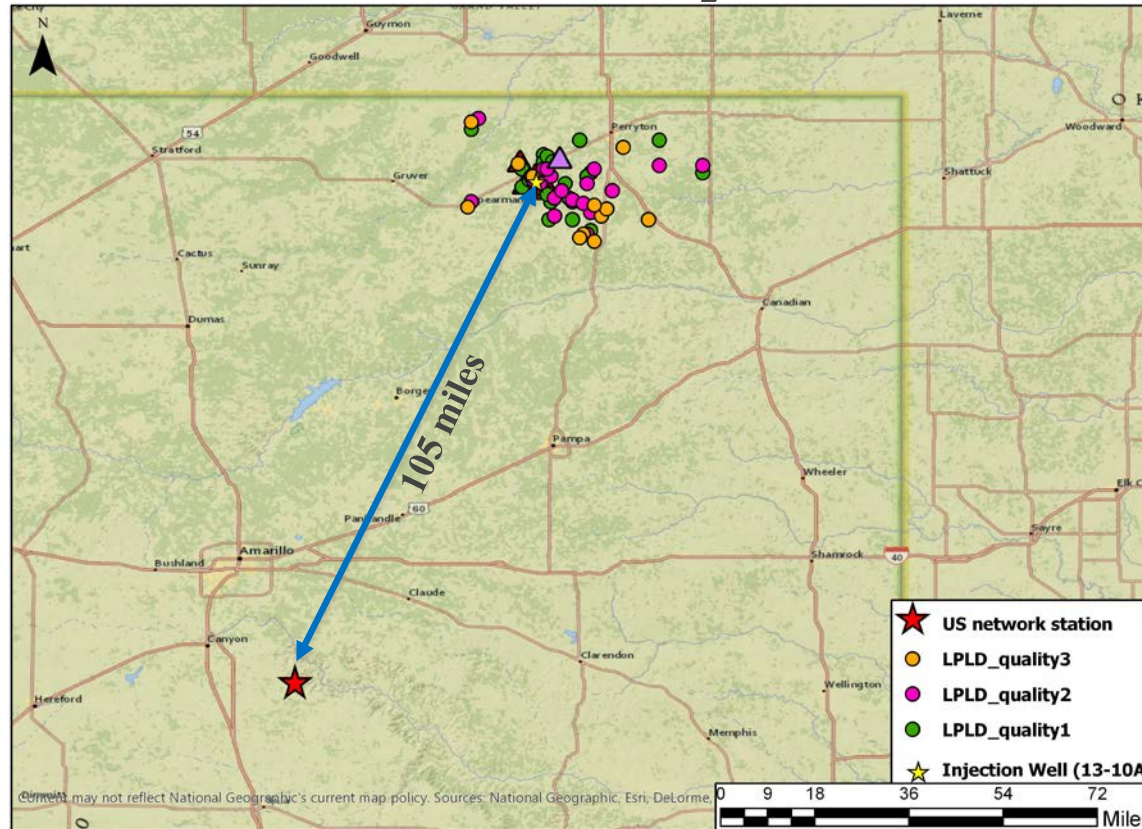 N
Guymon
Laverne
Goodwell
O K
54
Perryton
Woodward
Stratford
Gruver
Shattuck
pearman
Cactus
Sunray
Canadian
Dumas
Borge
105 miles
Pampa
Wheeler
Elk C
Panhandle
60
Sayre
Amarillo
Shamrock
40
Bushland
Claude
US network station
Canyon
Clarendon
LPLD_quality3
Hereford
Wellington
LPLD_quality2
Memphis
LPLD_quality1
Injection Well (13-10A
Content may not reflect National Geographic's current map policy. Sources: National Geographic, Esri, DeLorme,
0 9 18 36 54 72
Mile